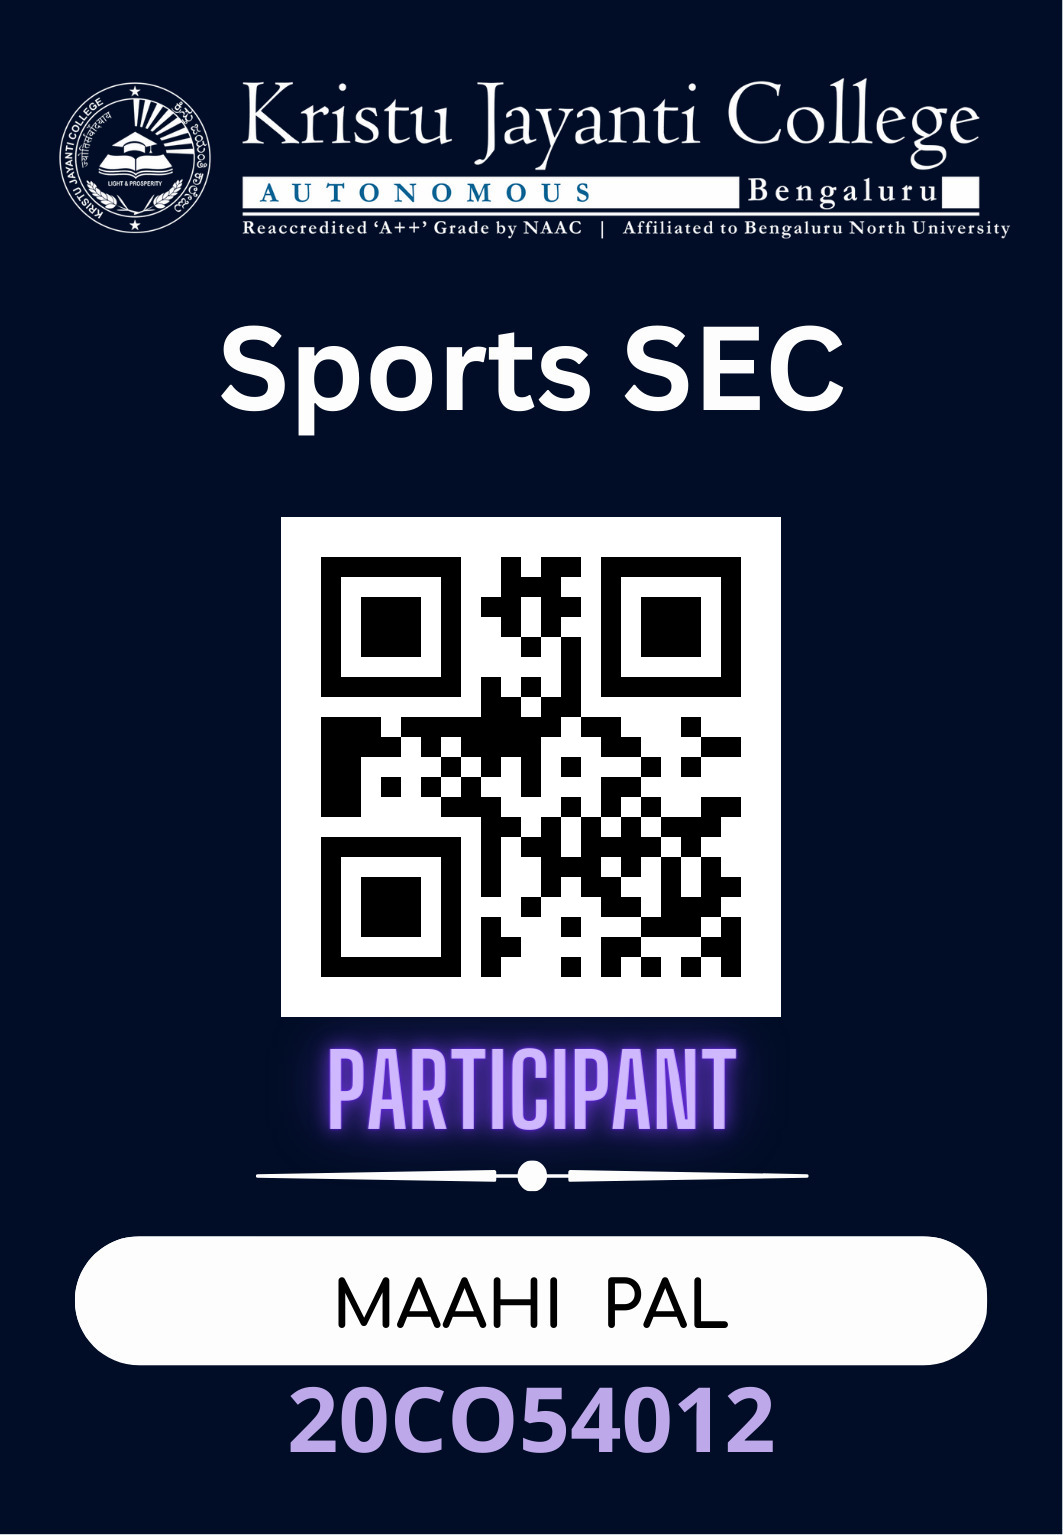 KRISTU JAYANTI COLLEGE
ಕ್ರಿಸ್ತು ಜಯಂತಿ ಕಾಲೇಜು
LIGHT & PROSPERITY
Kristu Jayanti College
AUTONOMOUS Bengaluru
Reaccredited ‘A++’ Grade by NAAC | Affiliated to Bengaluru North University
Sports SEC
PARTICIPANT
MAAHI PAL
20CO54012